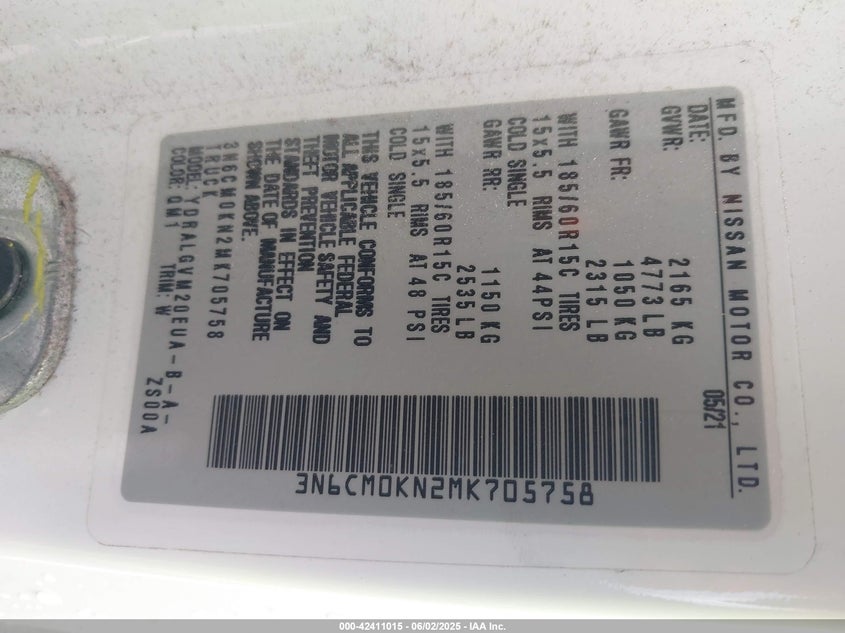 MFD. BY NISSAN MOTOR CO., LTD.
DATE: 05/21
GVWR: 2165 KG
4773 LB
GAWR FR: 1050 KG
2315 LB
WITH 185/60R15C TIRES
15x5.5 RIMS AT 44PSI
COLD SINGLE
GAWR RR: 1150 KG
2535 LB
WITH 185/60R15C TIRES
15x5.5 RIMS AT 48 PSI
COLD SINGLE
THIS VEHICLE CONFORMS TO
ALL APPLICABLE FEDERAL
MOTOR VEHICLE SAFETY AND
THEFT PREVENTION
STANDARDS IN EFFECT ON
THE DATE OF MANUFACTURE
SHOWN ABOVE.
3N6CM0KN2MK705758
TRUCK
MODEL: YDRALGVM20EUA-B-A-
ZS00A
COLOR: QM1 TRIM: W
3N6CM0KN2MK705758
000-42411015 | 06/02/2025 - IAA Inc.